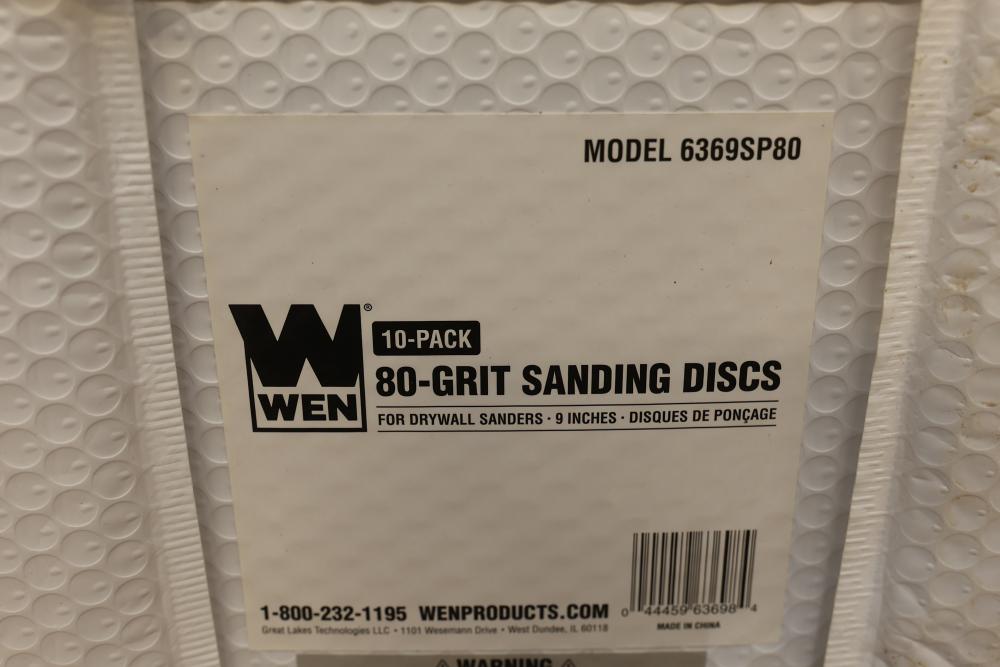 MODEL 6369SP80
W®
WEN
10-PACK
80-GRIT SANDING DISCS
FOR DRYWALL SANDERS · 9 INCHES · DISQUES DE PONÇAGE
1-800-232-1195 WENPRODUCTS.COM
Great Lakes Technologies LLC • 1101 Wesemann Drive • West Dundee, IL 60118
0 44459 63698 4
MADE IN CHINA
⚠ WARNING ⚠